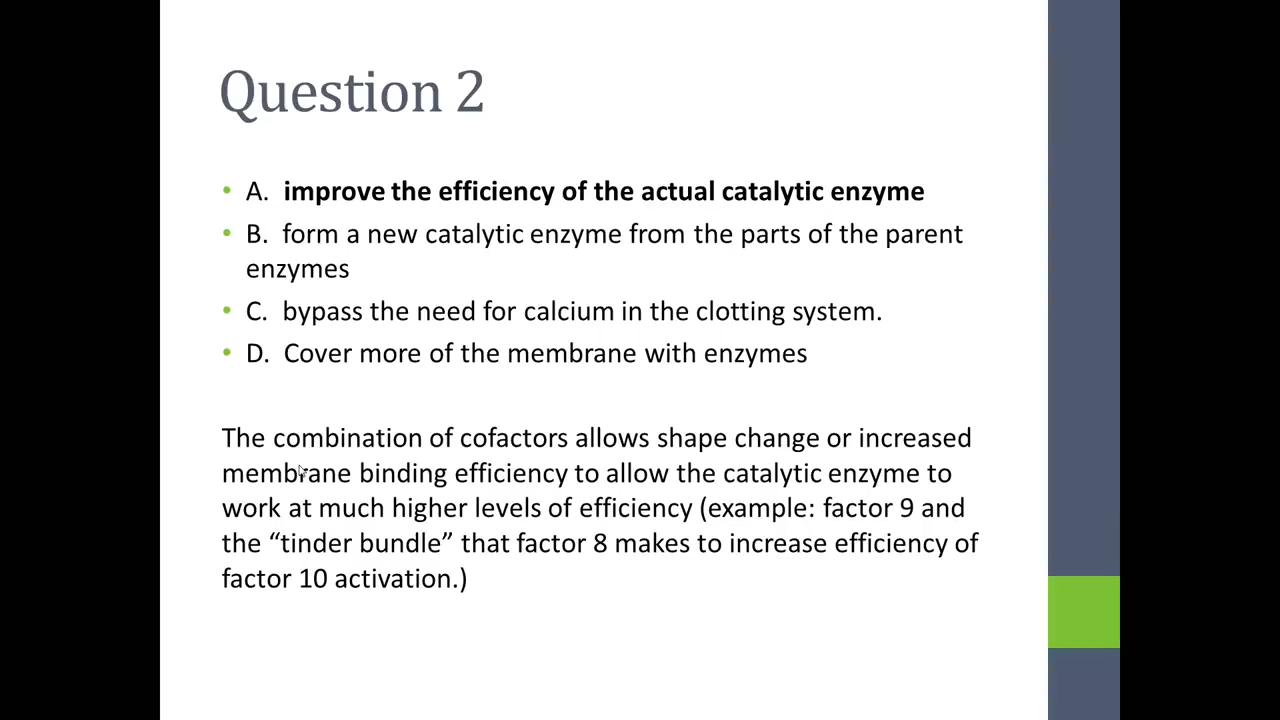 Question 2
• A. improve the efficiency of the actual catalytic enzyme
• B. form a new catalytic enzyme from the parts of the parent
enzymes
• C. bypass the need for calcium in the clotting system.
• D. Cover more of the membrane with enzymes
The combination of cofactors allows shape change or increased
membrane binding efficiency to allow the catalytic enzyme to
work at much higher levels of efficiency (example: factor 9 and
the “tinder bundle” that factor 8 makes to increase efficiency of
factor 10 activation.)